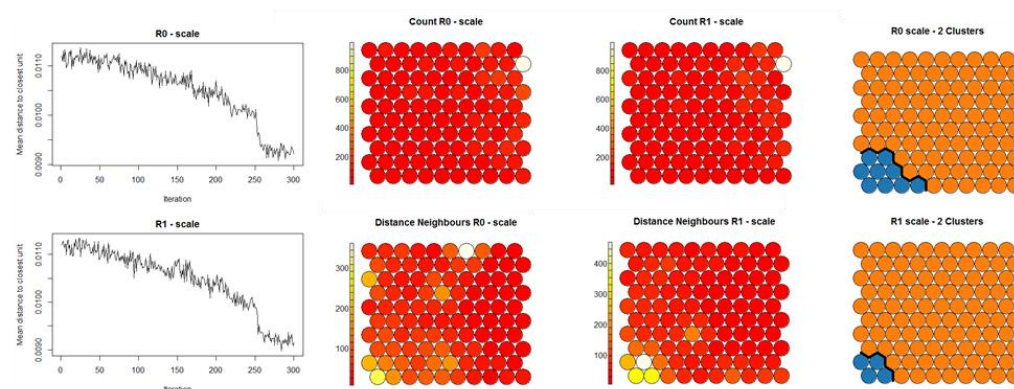 R0 - scale
Mean distance to closest unit
0.0110
0.0100
0.0090
0 50 100 150 200 250 300
Iteration
Count R0 - scale
800
600
400
200
Count R1 - scale
800
600
400
200
R0 scale - 2 Clusters
R1 - scale
Mean distance to closest unit
0.0110
0.0100
0.0090
0 50 100 150 200 250 300
Iteration
Distance Neighbours R0 - scale
300
200
100
Distance Neighbours R1 - scale
400
300
200
100
R1 scale - 2 Clusters